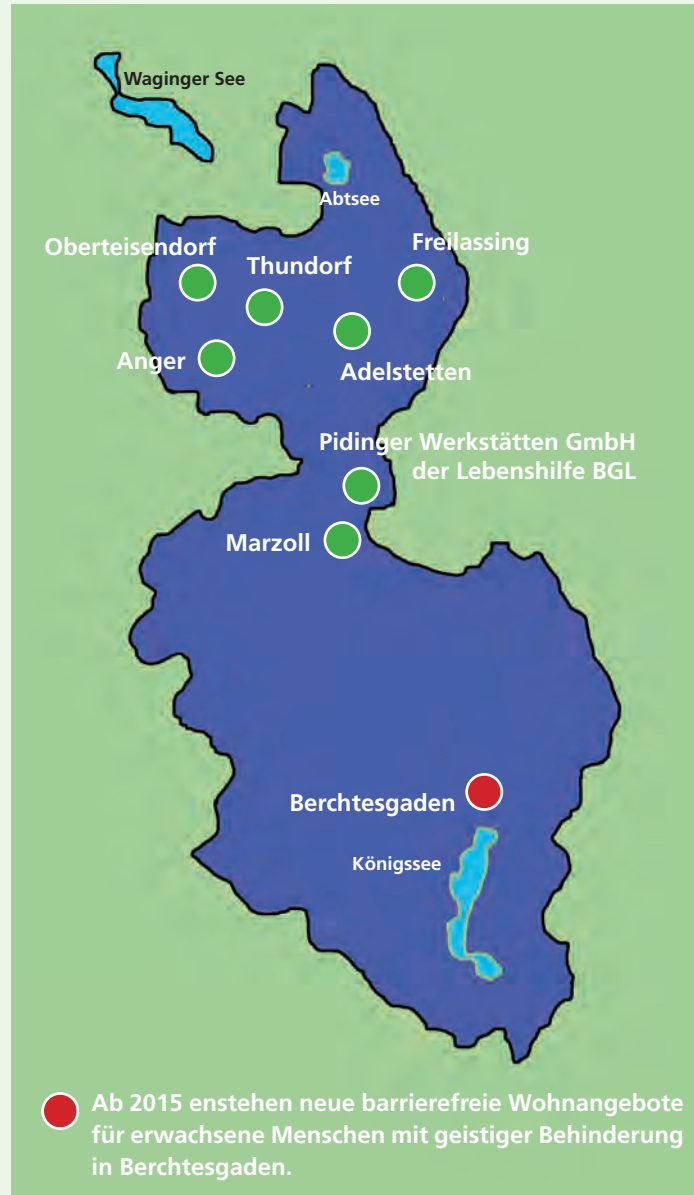 Waginger See
Abtsee
Oberteisendorf
Freilassing
Thundorf
Anger
Adelstetten
Pidinger Werkstätten GmbH
der Lebenshilfe BGL
Marzoll
Berchtesgaden
Königssee
Ab 2015 enstehen neue barrierefreie Wohnangebote
für erwachsene Menschen mit geistiger Behinderung
in Berchtesgaden.